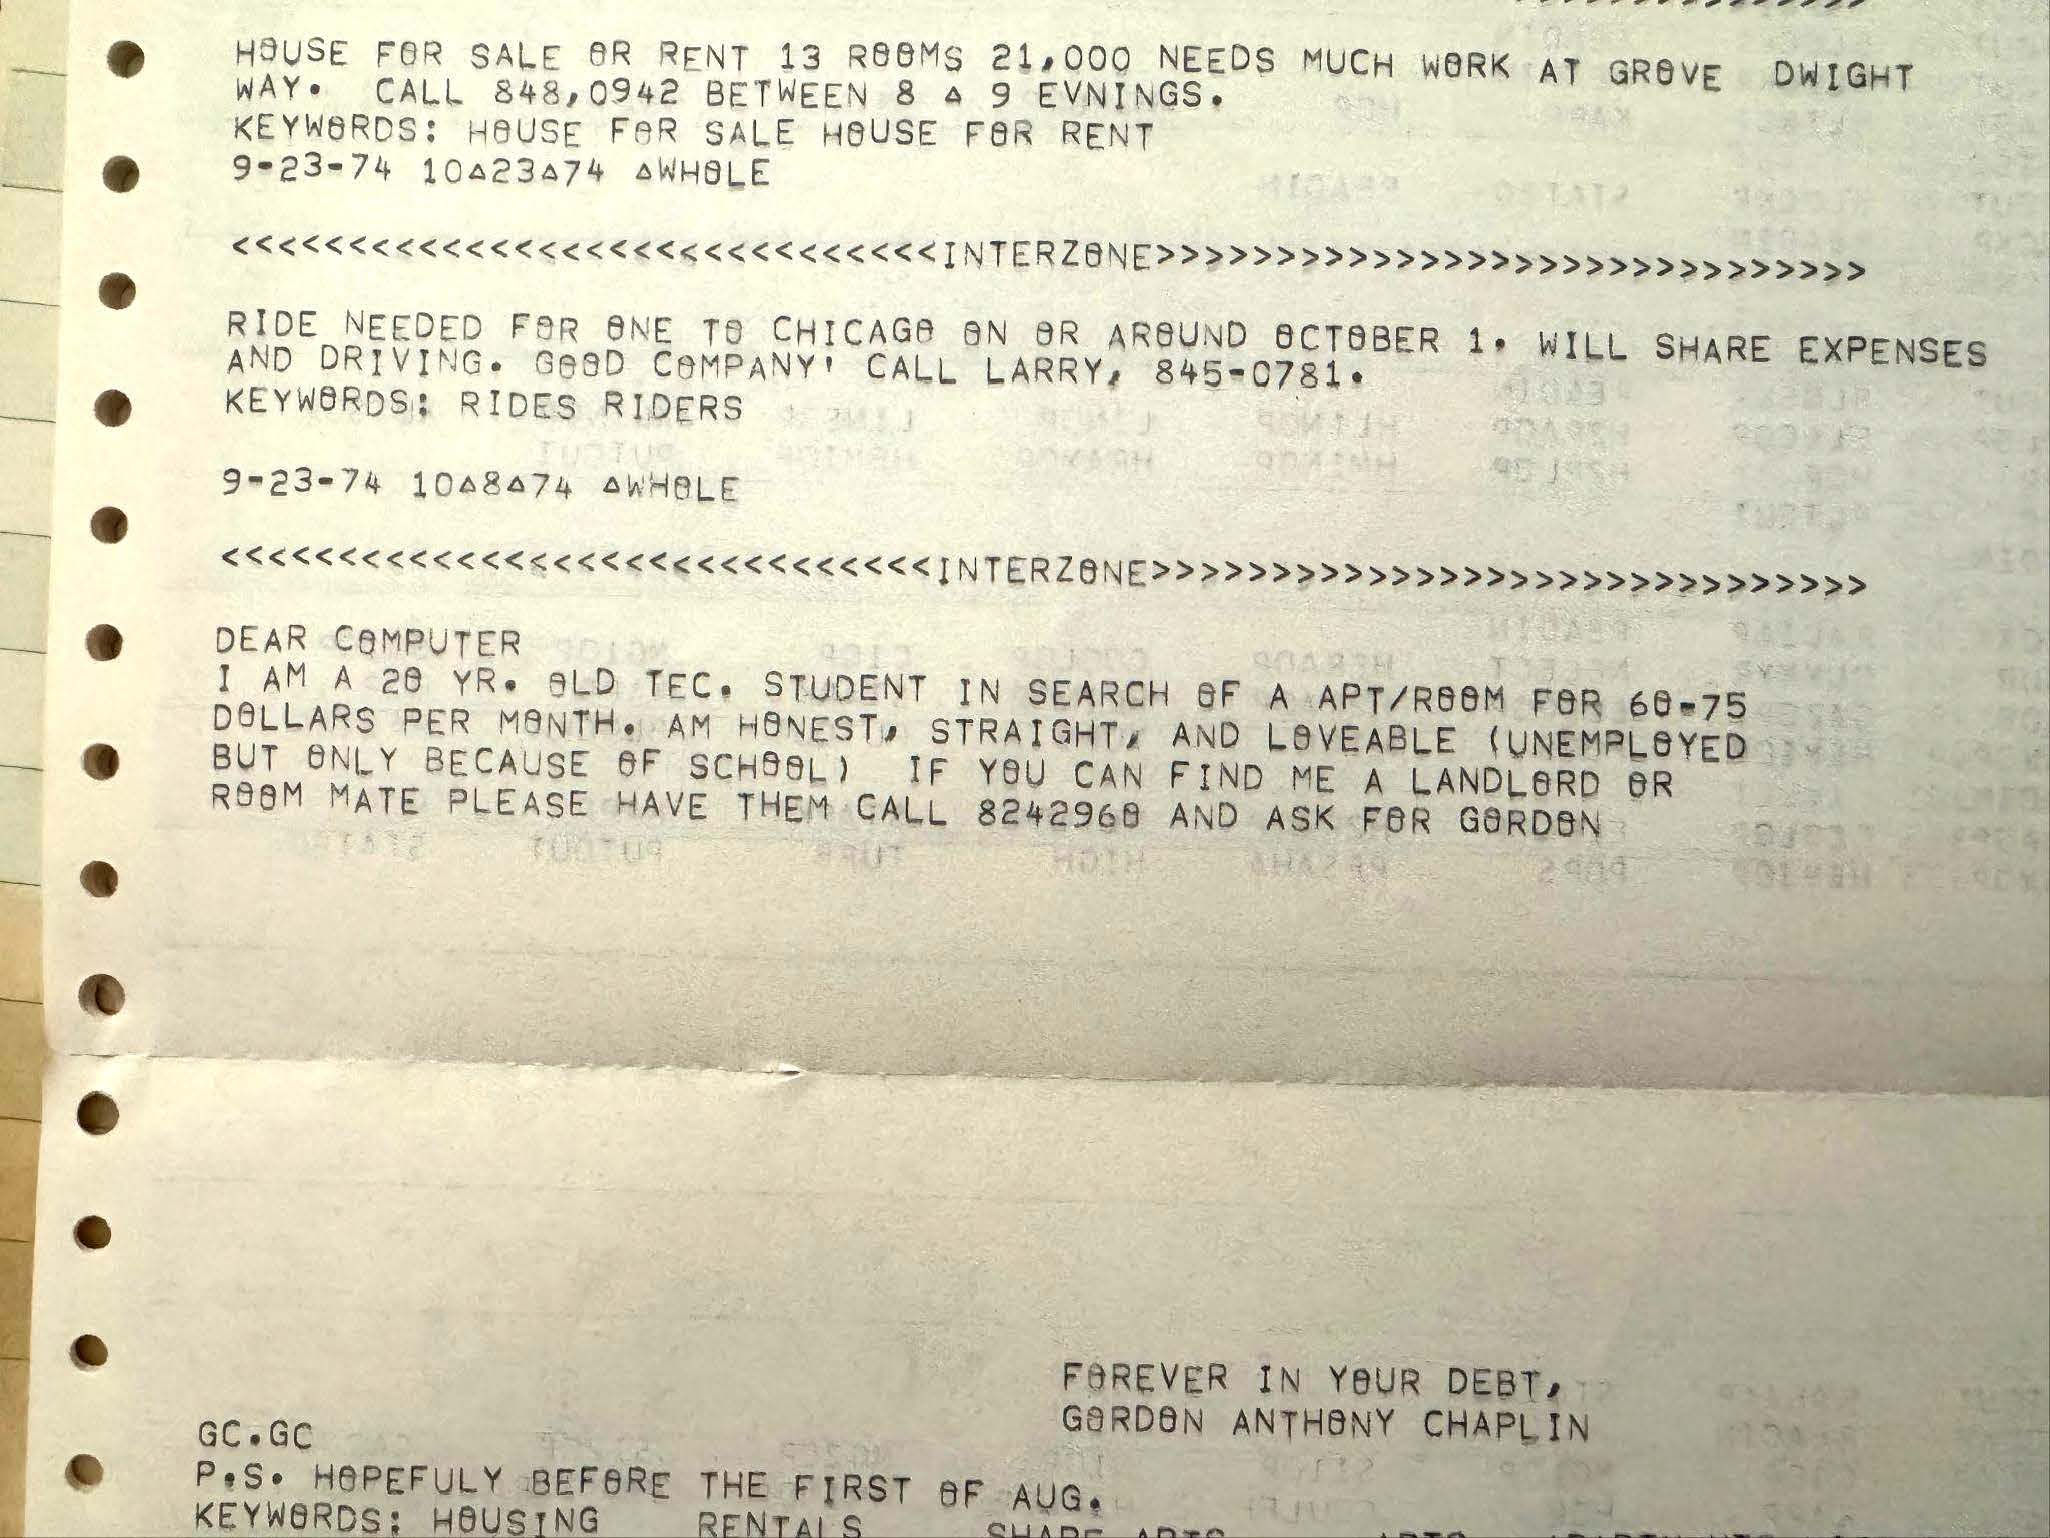 HOUSE FOR SALE OR RENT 13 ROOMS 21,000 NEEDS MUCH WORK AT GROVE  DWIGHT
WAY.  CALL 848,0942 BETWEEN 8 ▵ 9 EVNINGS.
KEYWORDS: HOUSE FOR SALE HOUSE FOR RENT
9-23-74 10▵23▵74 ▵WHOLE
<<<<<<<<<<<<<<<<<<<<<<<<<<<<<<INTERZONE>>>>>>>>>>>>>>>>>>>>>>>>>>>>>>
RIDE NEEDED FOR ONE TO CHICAGO ON OR AROUND OCTOBER 1. WILL SHARE EXPENSES
AND DRIVING. GOOD COMPANY' CALL LARRY, 845-0781.
KEYWORDS: RIDES RIDERS
9-23-74 10▵8▵74 ▵WHOLE
<<<<<<<<<<<<<<<<<<<<<<<<<<<<<<INTERZONE>>>>>>>>>>>>>>>>>>>>>>>>>>>>>>
DEAR COMPUTER
I AM A 20 YR. OLD TEC. STUDENT IN SEARCH OF A APT/ROOM FOR 60-75
DOLLARS PER MONTH. AM HONEST, STRAIGHT, AND LOVEABLE (UNEMPLOYED
BUT ONLY BECAUSE OF SCHOOL)  IF YOU CAN FIND ME A LANDLORD OR
ROOM MATE PLEASE HAVE THEM CALL 8242960 AND ASK FOR GORDON
FOREVER IN YOUR DEBT,
GORDON ANTHONY CHAPLIN
GC.GC
P.S. HOPEFULY BEFORE THE FIRST OF AUG.
KEYWORDS: HOUSING RENTALS SHARE APTS